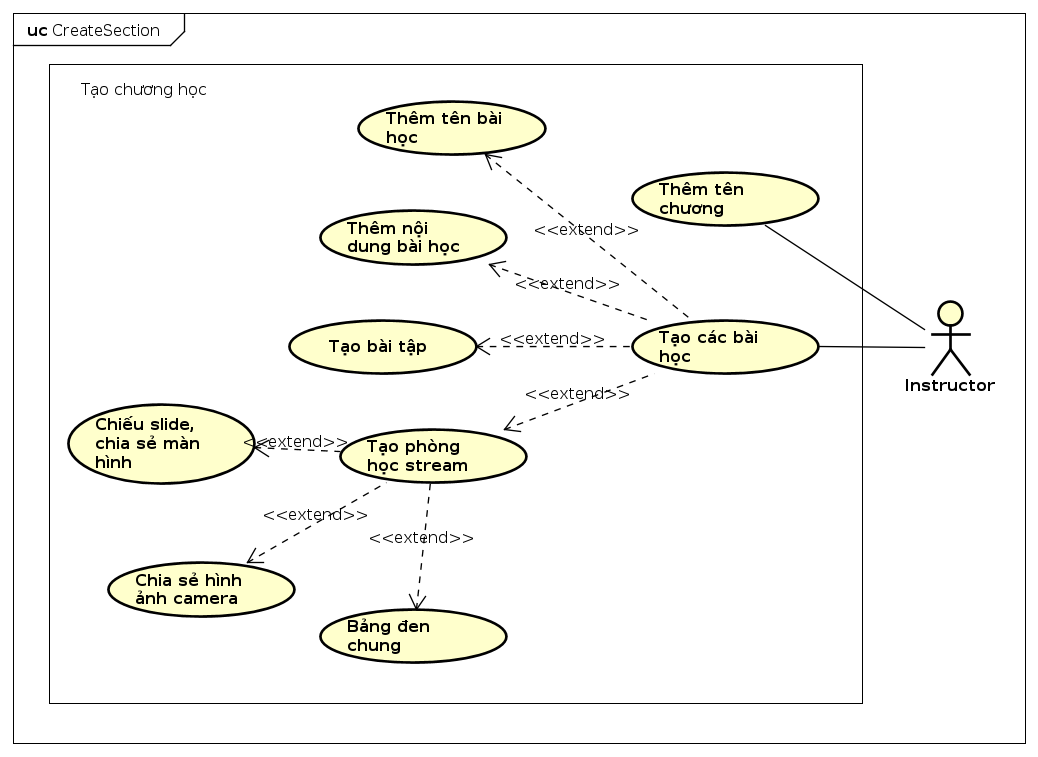 uc CreateSection
Tạo chương học
Thêm tên bài
học
Thêm tên
chương
Thêm nội
dung bài học
<<extend>>
<<extend>>
Tạo bài tập
<<extend>>
Tạo các bài
học
Instructor
<<extend>>
Chiếu slide,
chia sẻ màn
hình
<<extend>>
Tạo phòng
học stream
<<extend>>
<<extend>>
Chia sẻ hình
ảnh camera
Bảng đen
chung